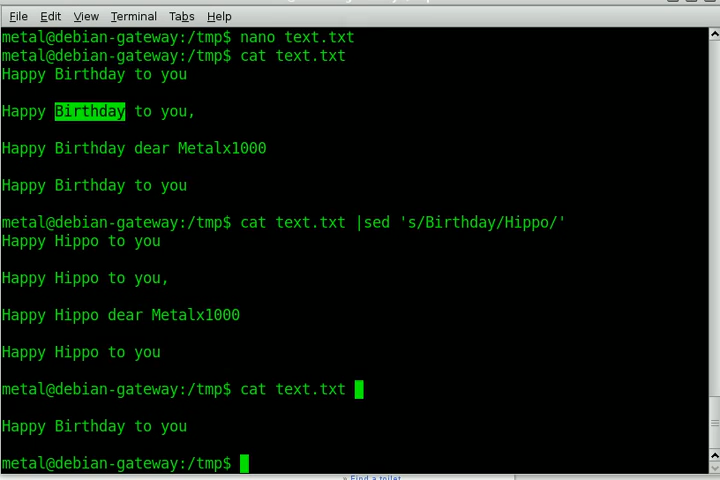 File Edit View Terminal Tabs Help
metal@debian-gateway:/tmp$ nano text.txt
metal@debian-gateway:/tmp$ cat text.txt
Happy Birthday to you
Happy Birthday to you,
Happy Birthday dear Metalx1000
Happy Birthday to you
metal@debian-gateway:/tmp$ cat text.txt |sed 's/Birthday/Hippo/'
Happy Hippo to you
Happy Hippo to you,
Happy Hippo dear Metalx1000
Happy Hippo to you
metal@debian-gateway:/tmp$ cat text.txt
Happy Birthday to you
metal@debian-gateway:/tmp$
» Find a toilet